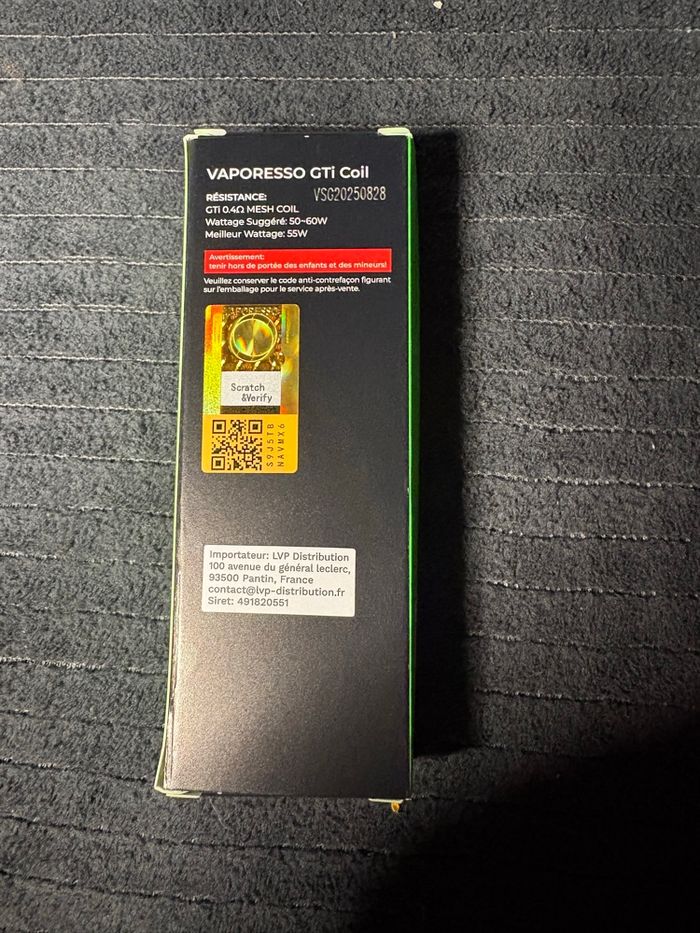 VAPORESSO GTi Coil
VSG20250828
RÉSISTANCE:
GTi 0.4Ω MESH COIL
Wattage Suggéré: 50~60W
Meilleur Wattage: 55W
Avertissement:
tenir hors de portée des enfants et des mineurs!
Veuillez conserver le code anti-contrefaçon figurant
sur l'emballage pour le service après-vente.
VAPORESSO
Scratch
&Verify
S9J5TB
NAVMX6
Importateur: LVP Distribution
100 avenue du général leclerc,
93500 Pantin, France
contact@lvp-distribution.fr
Siret: 491820551